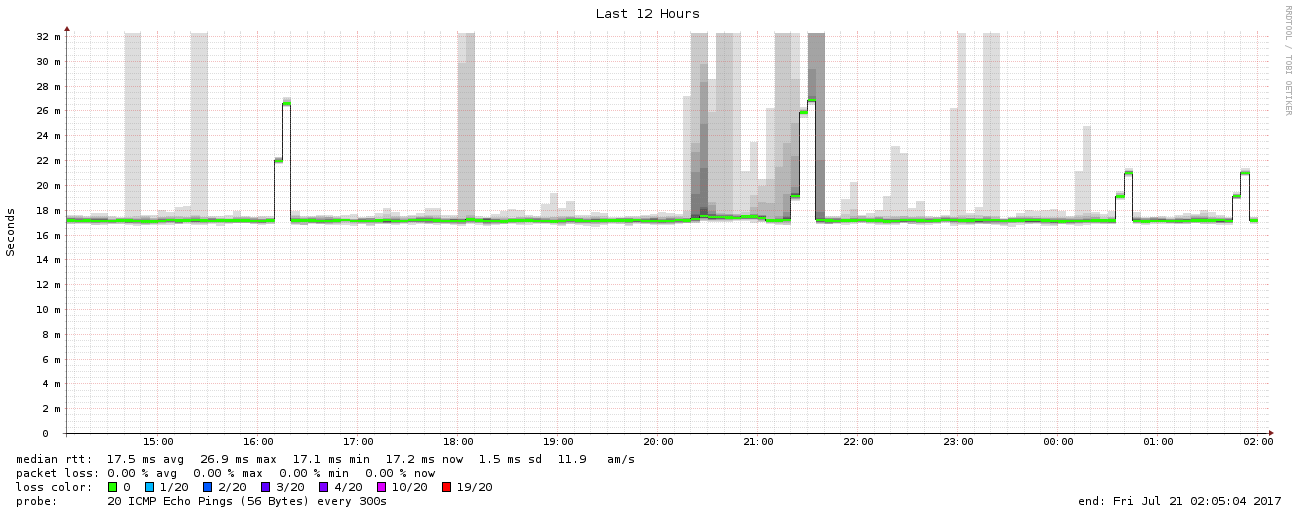 Last 12 Hours
RRDTOOL / TOBI OETIKER
Seconds
32 m
30 m
28 m
26 m
24 m
22 m
20 m
18 m
16 m
14 m
12 m
10 m
8 m
6 m
4 m
2 m
0
15:00 16:00 17:00 18:00 19:00 20:00 21:00 22:00 23:00 00:00 01:00 02:00
median rtt: 17.5 ms avg 26.9 ms max 17.1 ms min 17.2 ms now 1.5 ms sd 11.9 am/s
packet loss: 0.00 % avg 0.00 % max 0.00 % min 0.00 % now
loss color: 0 1/20 2/20 3/20 4/20 10/20 19/20
probe: 20 ICMP Echo Pings (56 Bytes) every 300s end: Fri Jul 21 02:05:04 2017